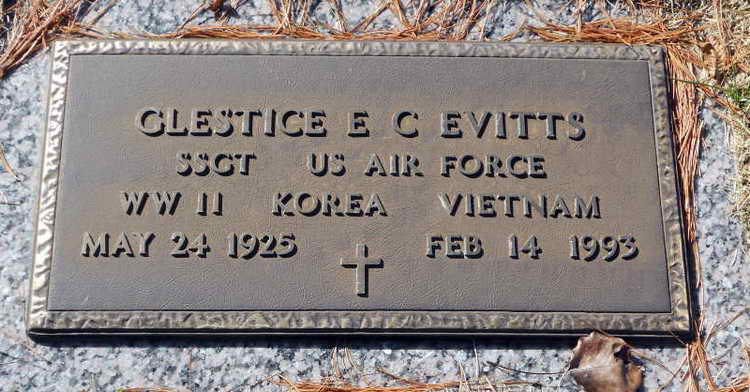 GLESTICE E C EVITTS
SSGT US AIR FORCE
WW II KOREA VIETNAM
MAY 24 1925 FEB 14 1993